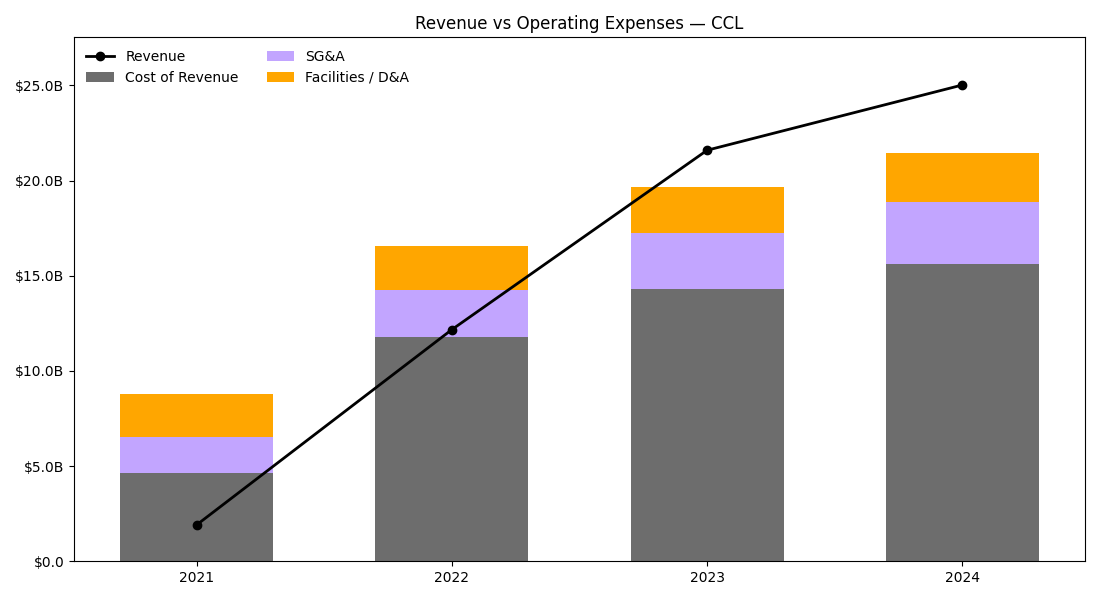 Revenue vs Operating Expenses — CCL
Revenue
Cost of Revenue
SG&A
Facilities / D&A
$25.0B
$20.0B
$15.0B
$10.0B
$5.0B
$0.0
2021 2022 2023 2024